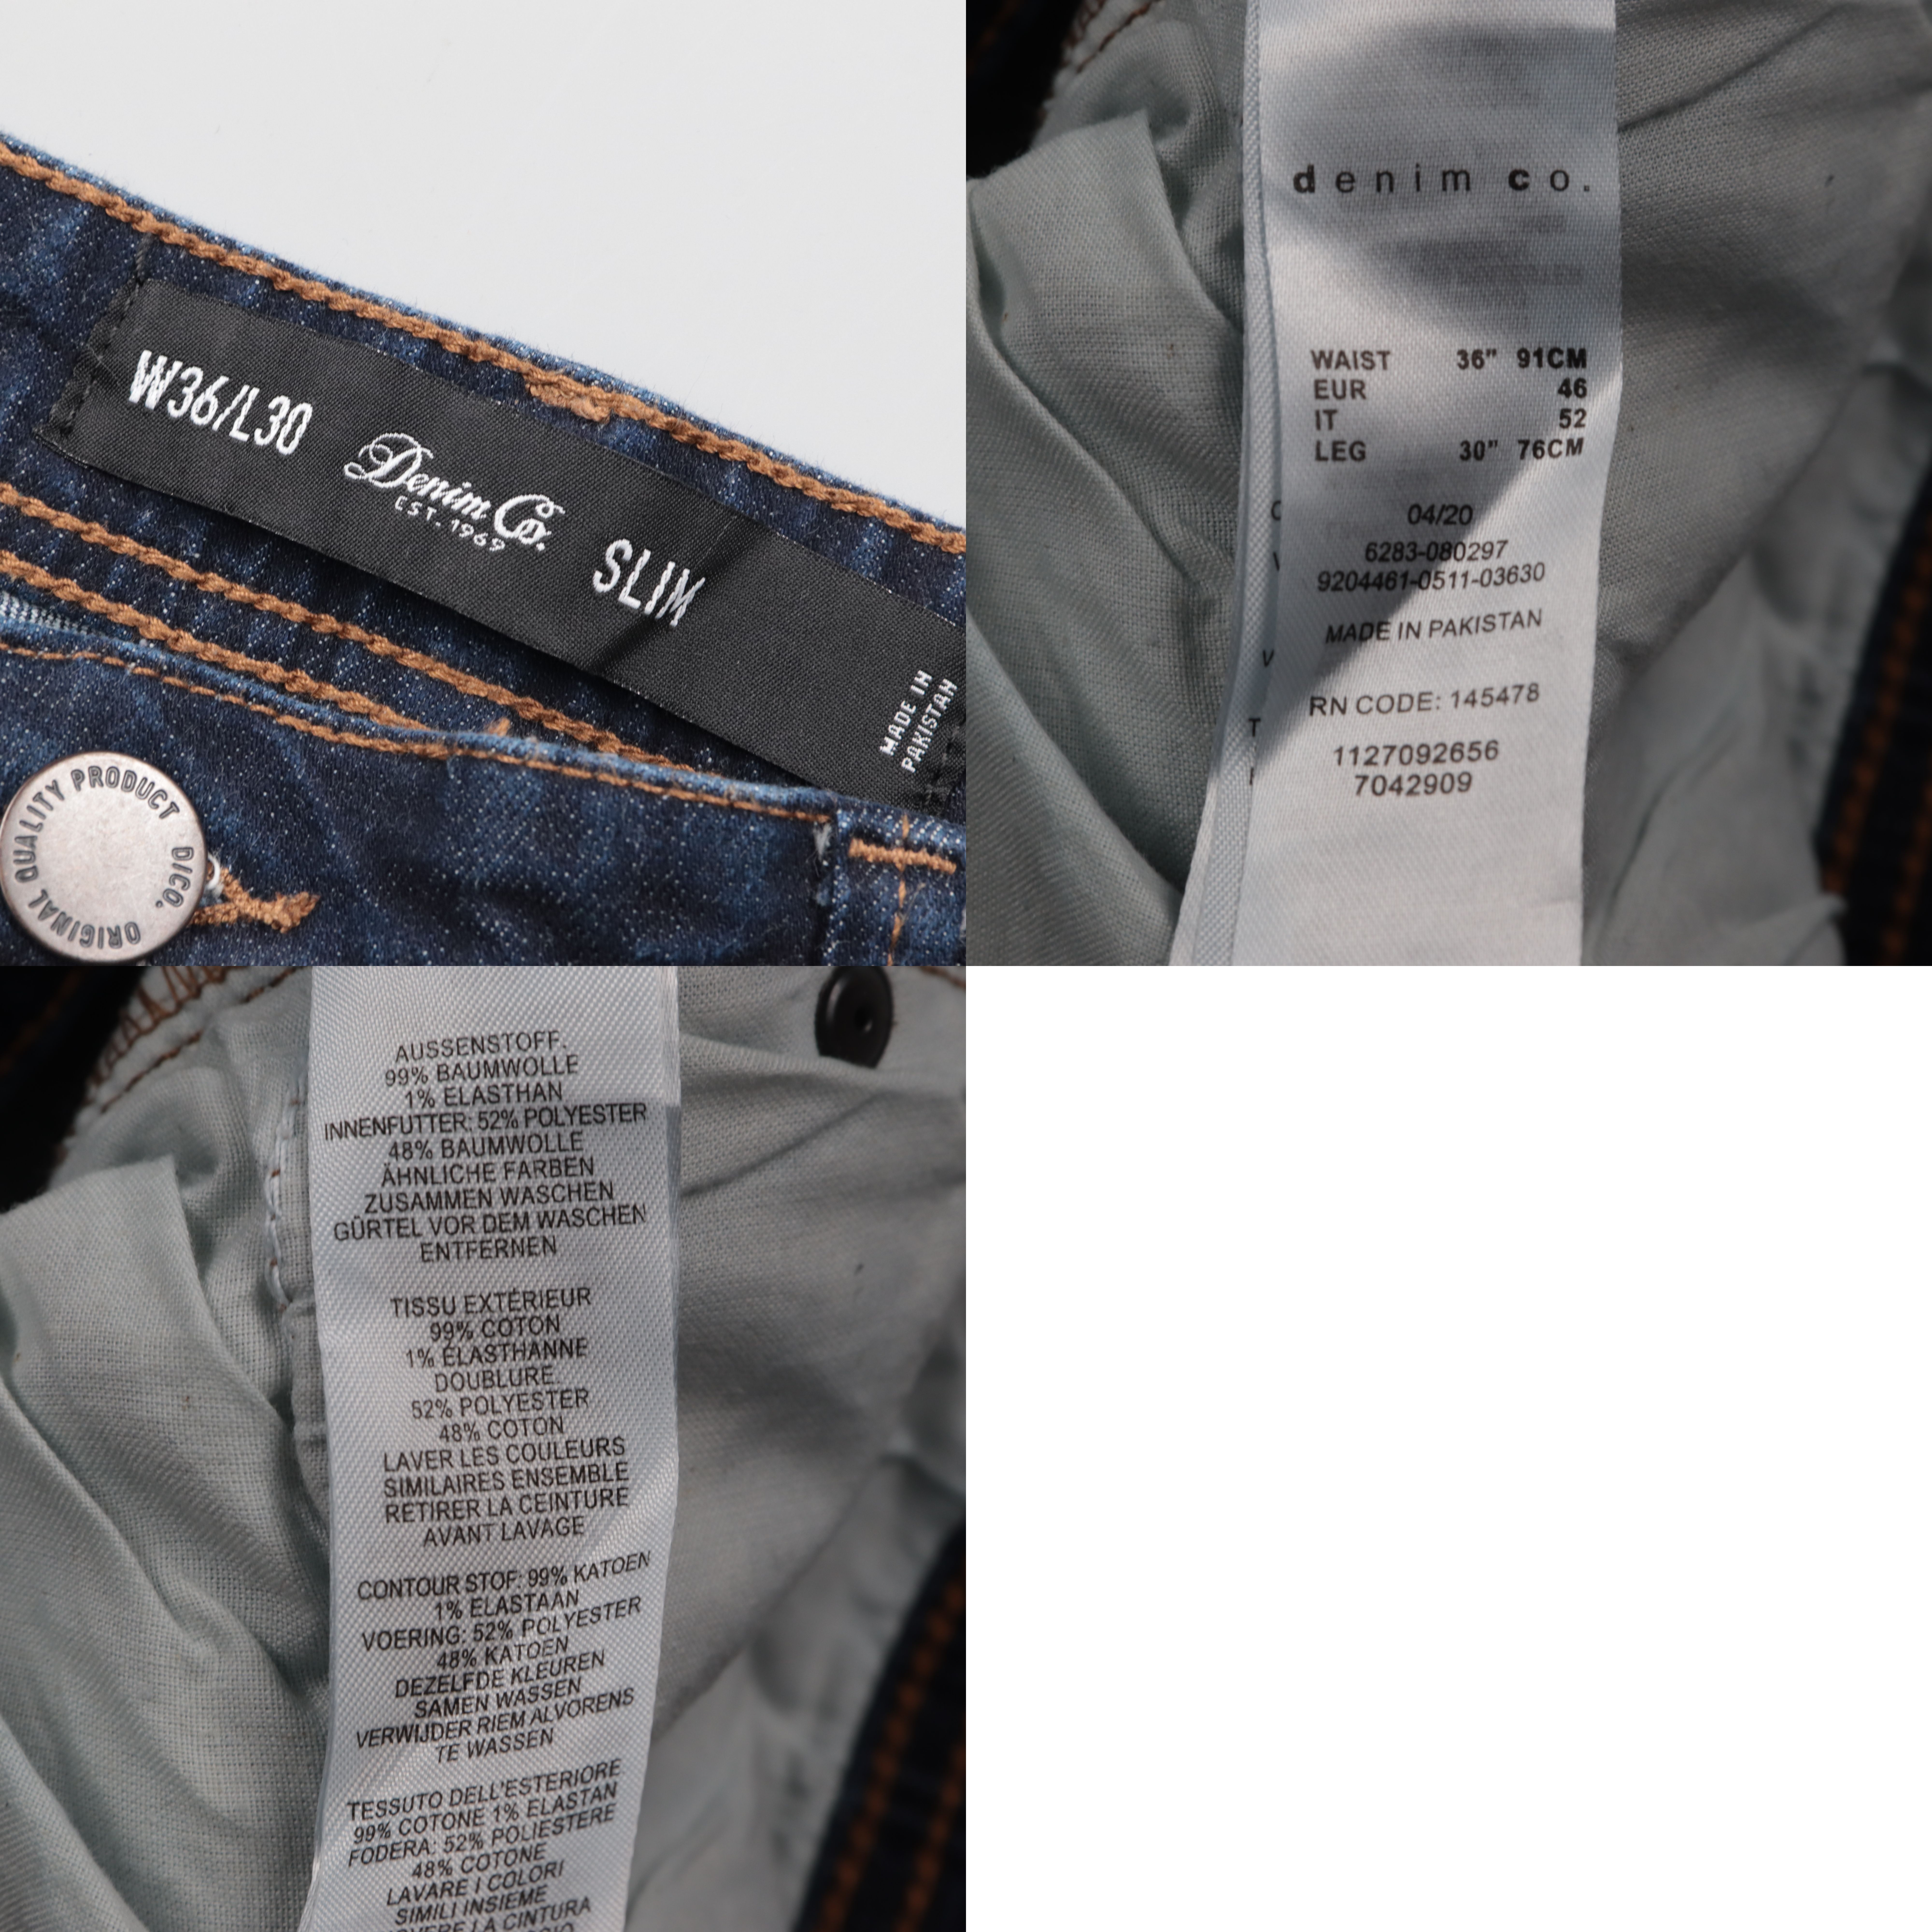 W36/L30
Denim Co.
EST. 1969
SLIM
MADE IN
PAKISTAN
ORIGINAL QUALITY PRODUCT D|CO.
denim co.
WAIST 36" 91CM
EUR 46
IT 52
LEG 30" 76CM
04/20
6283-080297
9204461-0511-03630
MADE IN PAKISTAN
RN CODE: 145478
1127092656
7042909
AUSSENSTOFF:
99% BAUMWOLLE
1% ELASTHAN
INNENFUTTER: 52% POLYESTER
48% BAUMWOLLE
ÄHNLICHE FARBEN
ZUSAMMEN WASCHEN
GÜRTEL VOR DEM WASCHEN
ENTFERNEN
TISSU EXTÉRIEUR
99% COTON
1% ÉLASTHANNE
DOUBLURE
52% POLYESTER
48% COTON
LAVER LES COULEURS
SIMILAIRES ENSEMBLE
RETIRER LA CEINTURE
AVANT LAVAGE
CONTOUR STOF: 99% KATOEN
1% ELASTAAN
VOERING: 52% POLYESTER
48% KATOEN
DEZELFDE KLEUREN
SAMEN WASSEN
VERWIJDER RIEM ALVORENS
TE WASSEN
TESSUTO DELL'ESTERIORE
99% COTONE 1% ELASTAN
FODERA: 52% POLIESTERE
48% COTONE
LAVARE I COLORI
SIMILI INSIEME
LA CINTURA